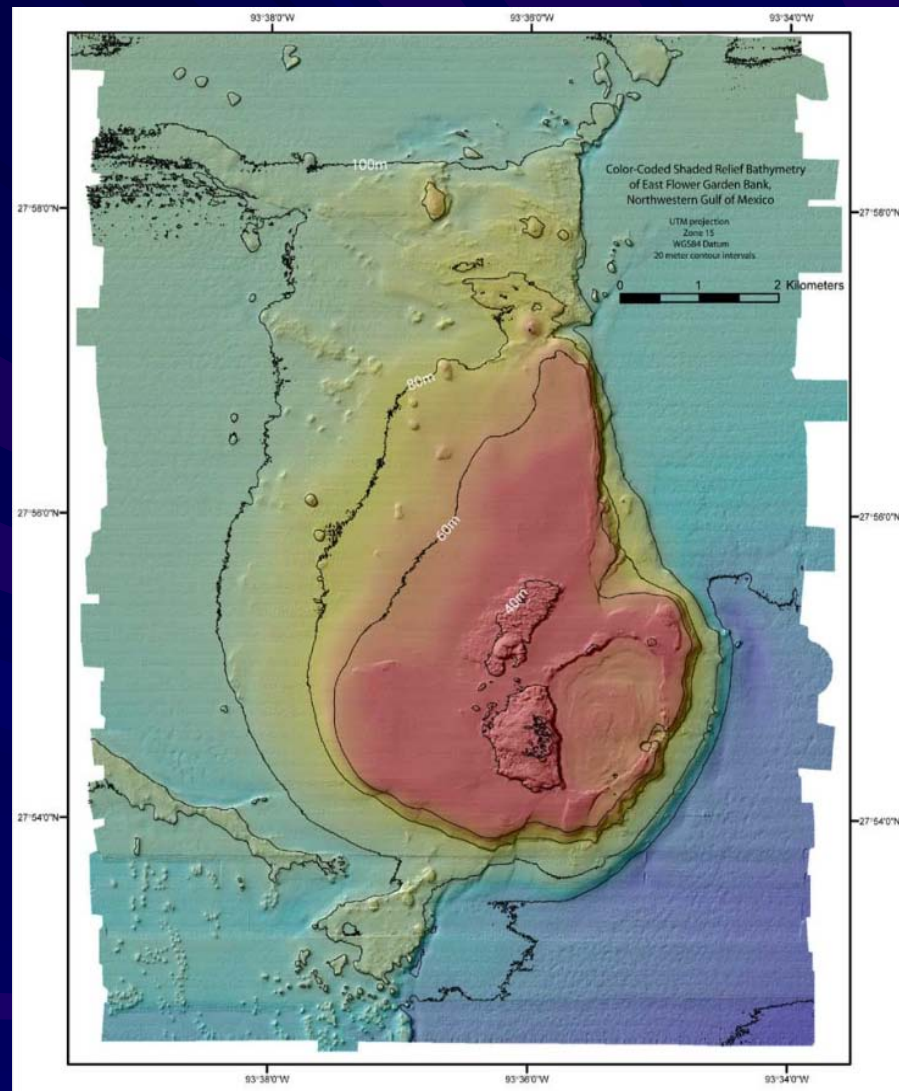 93°38'0"W
93°36'0"W
93°34'0"W
100m
Color-Coded Shaded Relief Bathymetry
of East Flower Garden Bank,
Northwestern Gulf of Mexico
27°58'0"N
27°58'0"N
UTM projection
Zone 15
WGS84 Datum
20 meter contour intervals
0 1 2 Kilometers
80m
27°56'0"N
27°56'0"N
60m
40m
27°54'0"N
27°54'0"N
93°38'0"W
93°36'0"W
93°34'0"W